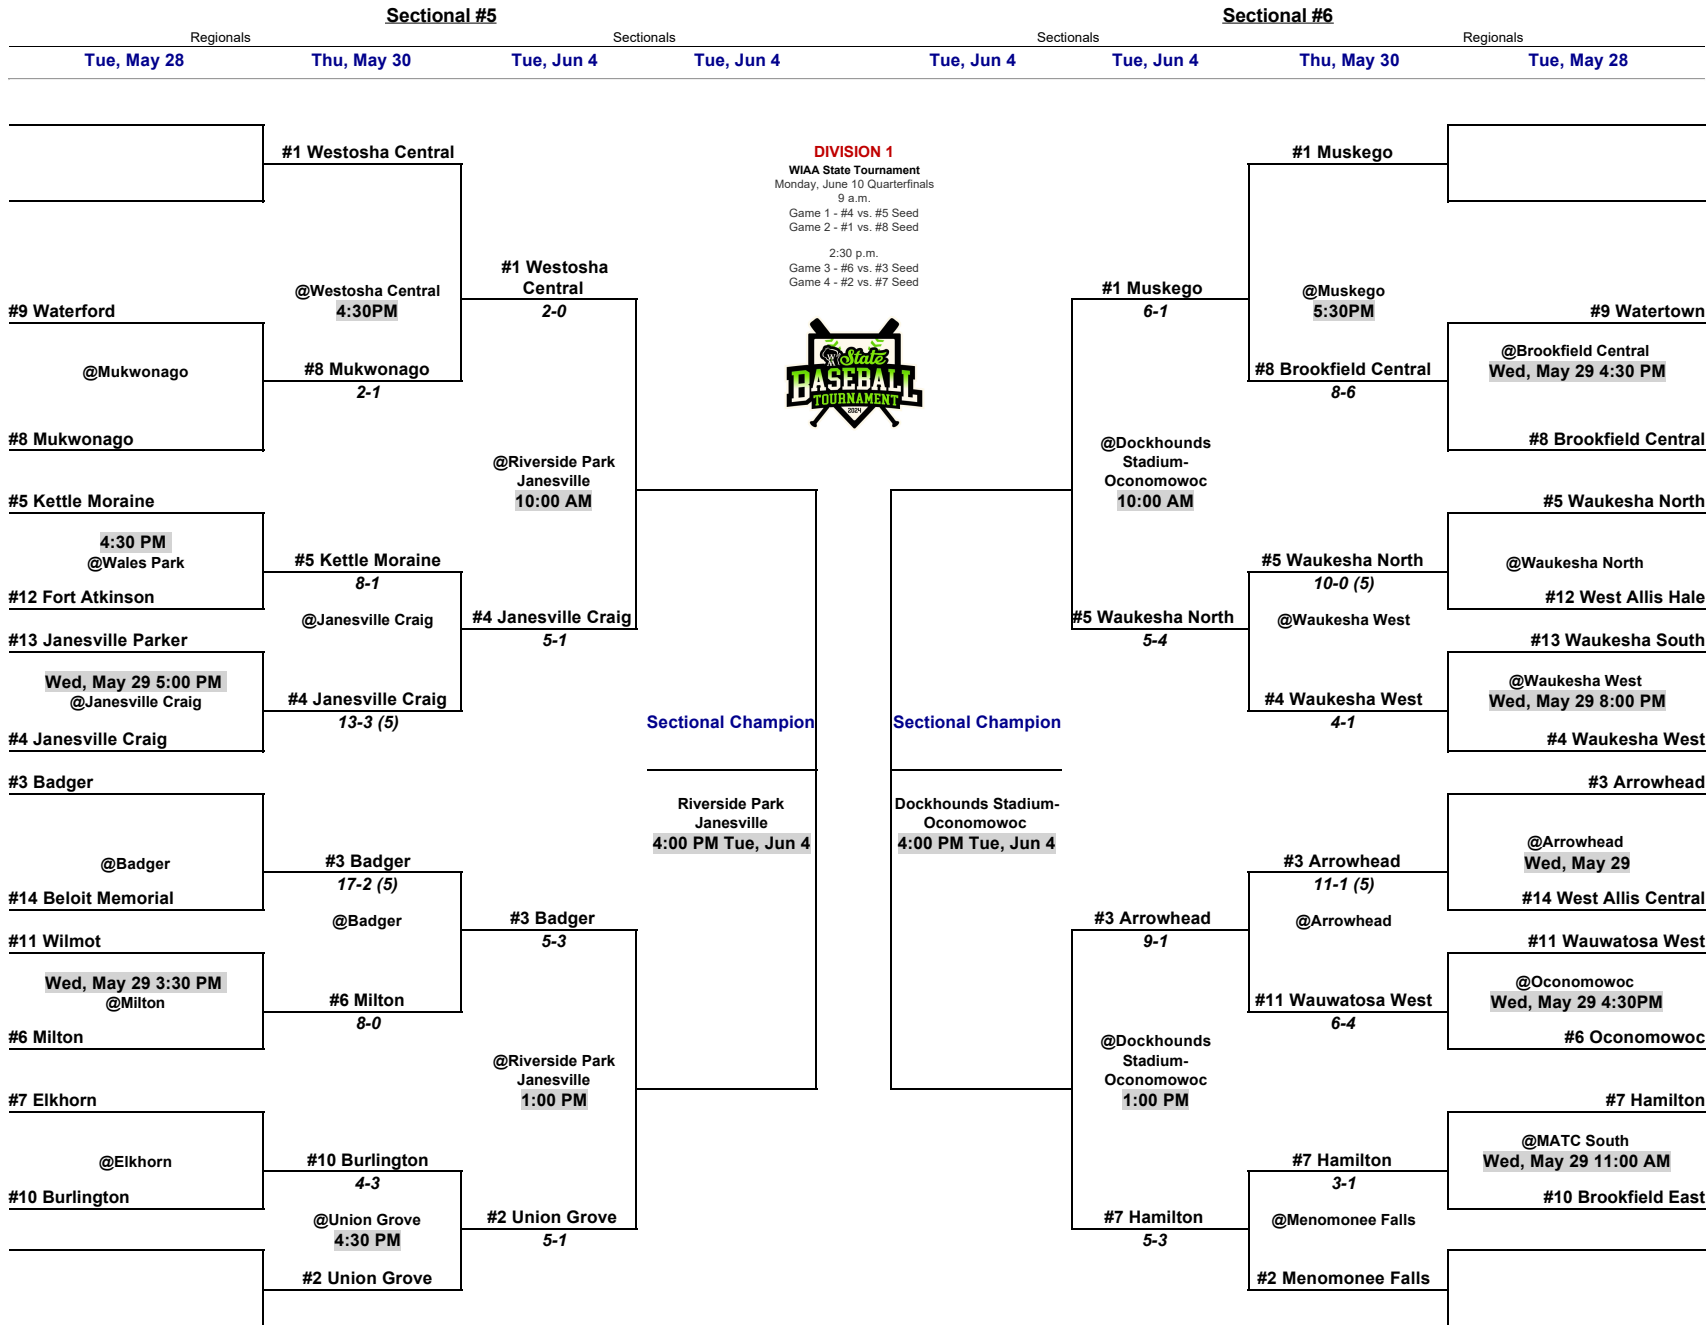 Sectional #5
Sectional #6
Regionals
Sectionals
Sectionals
Regionals
Tue, May 28
Thu, May 30
Tue, Jun 4
Tue, Jun 4
Tue, Jun 4
Tue, Jun 4
Thu, May 30
Tue, May 28
#9 Waterford
@Mukwonago
#8 Mukwonago
#5 Kettle Moraine
4:30 PM
@Wales Park
#12 Fort Atkinson
#13 Janesville Parker
Wed, May 29 5:00 PM
@Janesville Craig
#4 Janesville Craig
#3 Badger
@Badger
#14 Beloit Memorial
#11 Wilmot
Wed, May 29 3:30 PM
@Milton
#6 Milton
#7 Elkhorn
@Elkhorn
#10 Burlington
#1 Westosha Central
@Westosha Central
4:30PM
#8 Mukwonago
2-1
#5 Kettle Moraine
8-1
@Janesville Craig
#4 Janesville Craig
13-3 (5)
#3 Badger
17-2 (5)
@Badger
#6 Milton
8-0
#10 Burlington
4-3
@Union Grove
4:30 PM
#2 Union Grove
#1 Westosha
Central
2-0
@Riverside Park
Janesville
10:00 AM
#4 Janesville Craig
5-1
#3 Badger
5-3
@Riverside Park
Janesville
1:00 PM
#2 Union Grove
5-1
Sectional Champion
Riverside Park
Janesville
4:00 PM Tue, Jun 4
DIVISION 1
WIAA State Tournament
Monday, June 10 Quarterfinals
9 a.m.
Game 1 - #4 vs. #5 Seed
Game 2 - #1 vs. #8 Seed
2:30 p.m.
Game 3 - #6 vs. #3 Seed
Game 4 - #2 vs. #7 Seed
State
BASEBALL
TOURNAMENT
2024
Sectional Champion
Dockhounds Stadium-
Oconomowoc
4:00 PM Tue, Jun 4
#1 Muskego
6-1
@Dockhounds
Stadium-
Oconomowoc
10:00 AM
#5 Waukesha North
5-4
#3 Arrowhead
9-1
@Dockhounds
Stadium-
Oconomowoc
1:00 PM
#7 Hamilton
5-3
#1 Muskego
@Muskego
5:30PM
#8 Brookfield Central
8-6
#5 Waukesha North
10-0 (5)
@Waukesha West
#4 Waukesha West
4-1
#3 Arrowhead
11-1 (5)
@Arrowhead
#11 Wauwatosa West
6-4
#7 Hamilton
3-1
@Menomonee Falls
#2 Menomonee Falls
#9 Watertown
@Brookfield Central
Wed, May 29 4:30 PM
#8 Brookfield Central
#5 Waukesha North
@Waukesha North
#12 West Allis Hale
#13 Waukesha South
@Waukesha West
Wed, May 29 8:00 PM
#4 Waukesha West
#3 Arrowhead
@Arrowhead
Wed, May 29
#14 West Allis Central
#11 Wauwatosa West
@Oconomowoc
Wed, May 29 4:30PM
#6 Oconomowoc
#7 Hamilton
@MATC South
Wed, May 29 11:00 AM
#10 Brookfield East